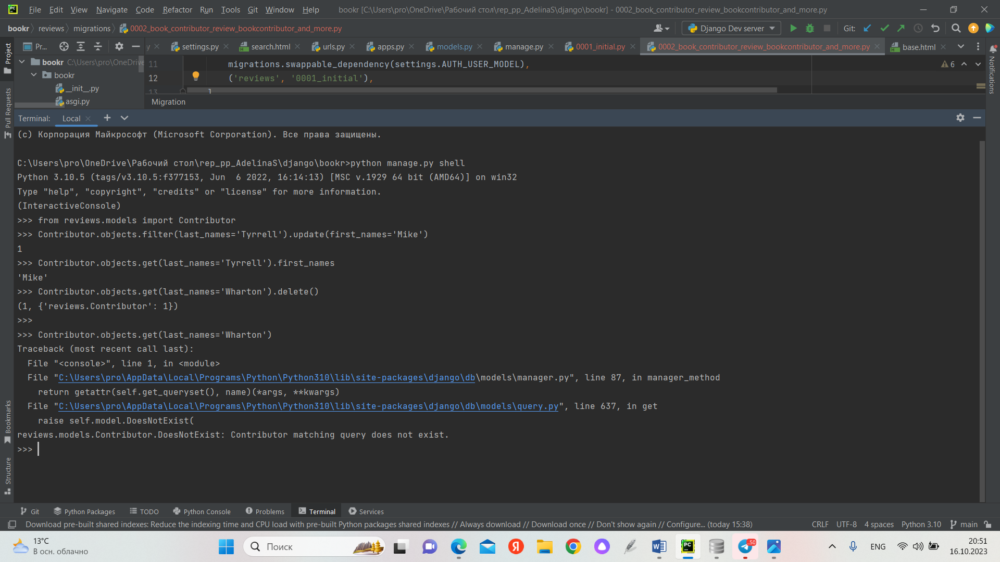 PC File Edit View Navigate Code Refactor Run Tools Git Window Help bookr [C:\Users\pro\OneDrive\Рабочий стол\rep_pp_AdelinaS\django\bookr] - 0002_book_contributor_review_bookcontributor_and_more.py
bookr reviews migrations 0002_book_contributor_review_bookcontributor_and_more.py Django Dev server Git:
Project Pr... y settings.py search.html urls.py apps.py models.py manage.py 0001_initial.py 0002_book_contributor_review_bookcontributor_and_more.py base.html Notifications
bookr C:\Users\pro\OneDrive 11 migrations.swappable_dependency(settings.AUTH_USER_MODEL), 6
bookr 12 ('reviews', '0001_initial'),
__init__.py 13 ]
asgi.py Migration
Pull Requests
Terminal: Local
(c) Корпорация Майкрософт (Microsoft Corporation). Все права защищены.
C:\Users\pro\OneDrive\Рабочий стол\rep_pp_AdelinaS\django\bookr>python manage.py shell
Python 3.10.5 (tags/v3.10.5:f377153, Jun  6 2022, 16:14:13) [MSC v.1929 64 bit (AMD64)] on win32
Type "help", "copyright", "credits" or "license" for more information.
(InteractiveConsole)
>>> from reviews.models import Contributor
>>> Contributor.objects.filter(last_names='Tyrrell').update(first_names='Mike')
1
>>> Contributor.objects.get(last_names='Tyrrell').first_names
'Mike'
>>> Contributor.objects.get(last_names='Wharton').delete()
(1, {'reviews.Contributor': 1})
>>>
>>> Contributor.objects.get(last_names='Wharton')
Traceback (most recent call last):
  File "<console>", line 1, in <module>
  File "C:\Users\pro\AppData\Local\Programs\Python\Python310\lib\site-packages\django\db\models\manager.py", line 87, in manager_method
    return getattr(self.get_queryset(), name)(*args, **kwargs)
  File "C:\Users\pro\AppData\Local\Programs\Python\Python310\lib\site-packages\django\db\models\query.py", line 637, in get
    raise self.model.DoesNotExist(
reviews.models.Contributor.DoesNotExist: Contributor matching query does not exist.
>>>
Bookmarks
Structure
Git Python Packages TODO Python Console Problems Terminal Services
Download pre-built shared indexes: Reduce the indexing time and CPU load with pre-built Python packages shared indexes // Always download // Download once // Don't show again // Configure... (today 15:38) CRLF UTF-8 4 spaces Python 3.10 main
13°C Поиск Я W PC ..50 ENG 20:51
В осн. облачно 16.10.2023